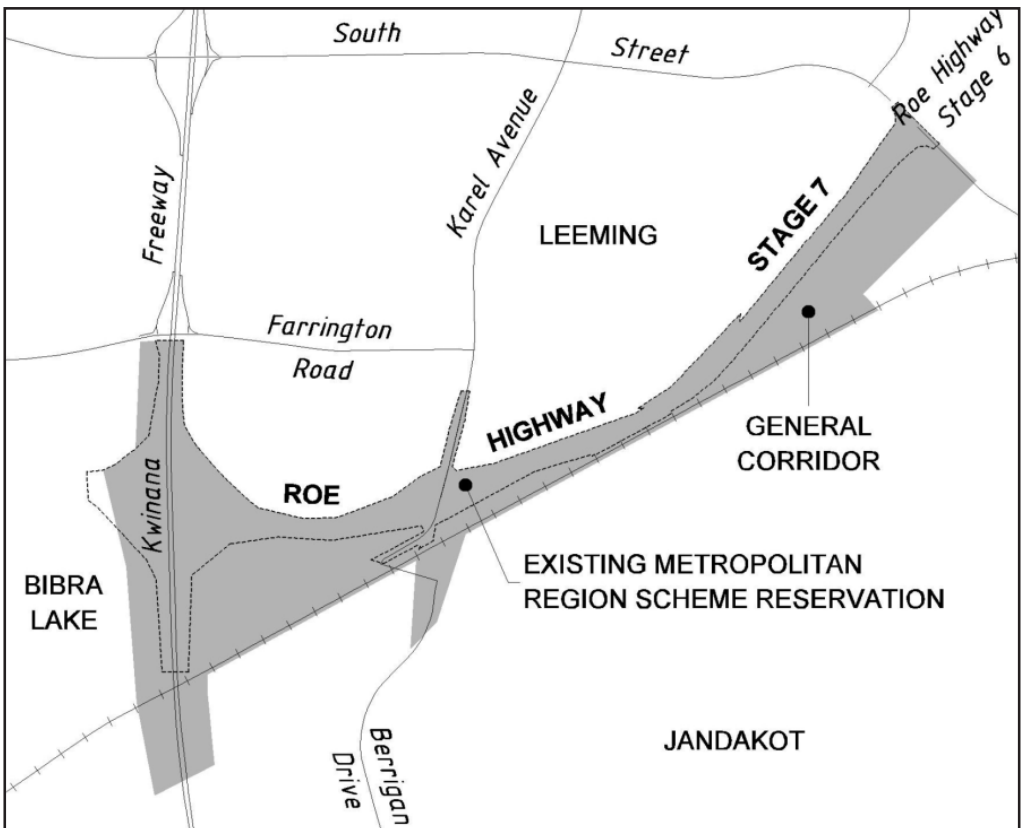 South
Street
Roe Highway
Stage 6
Freeway
Karel Avenue
STAGE 7
LEEMING
Farrington
Road
HIGHWAY
GENERAL
CORRIDOR
Kwinana
ROE
EXISTING METROPOLITAN
REGION SCHEME RESERVATION
BIBRA
LAKE
JANDAKOT
Berrigan
Drive